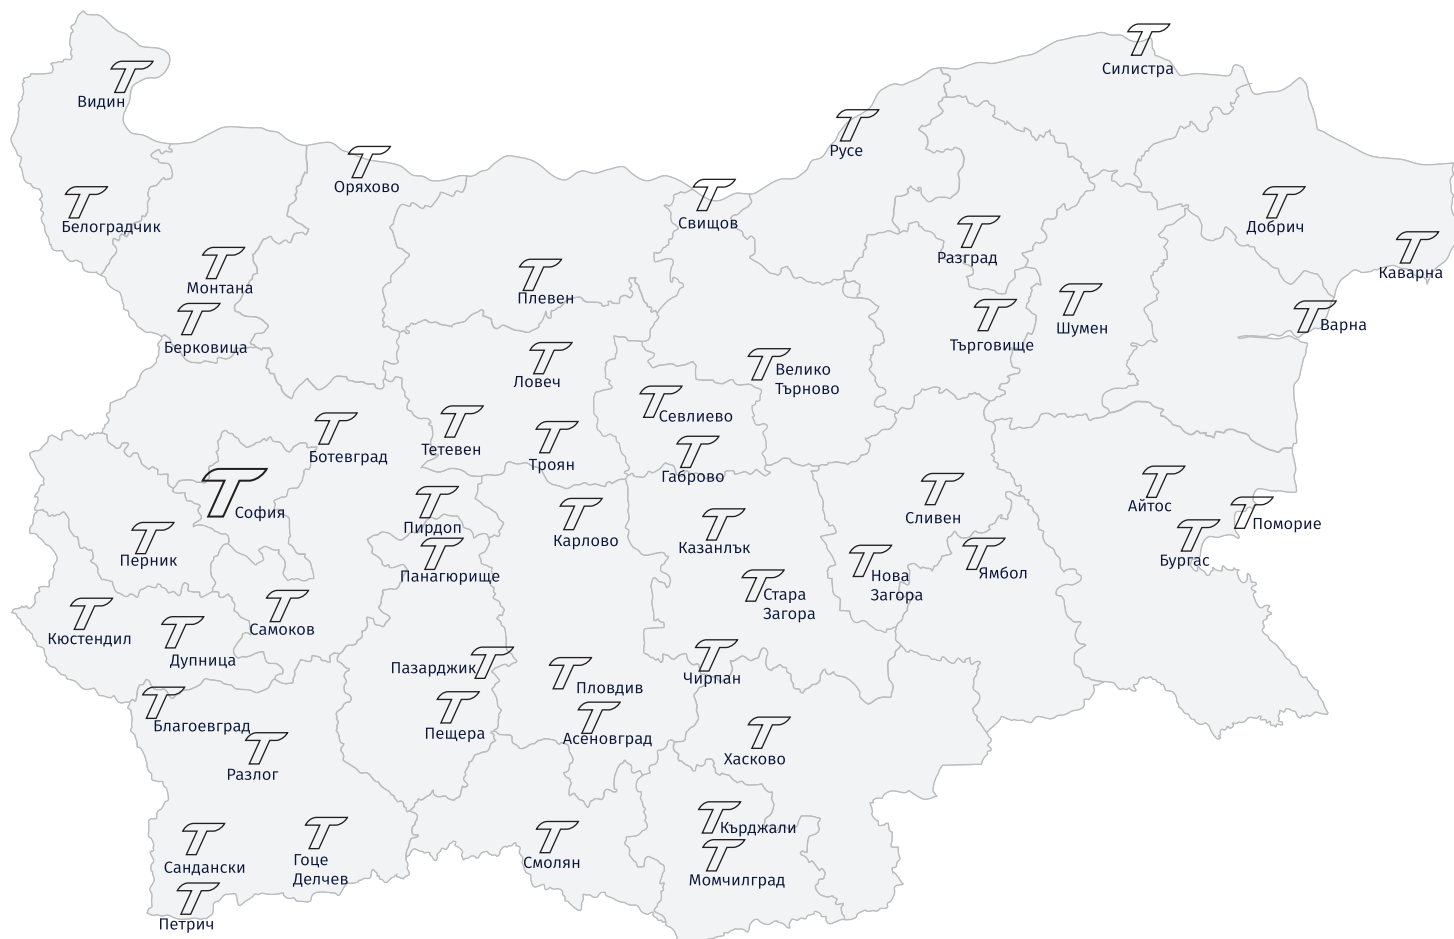 Силистра
Видин
Русе
Оряхово
Свищов
Белоградчик
Добрич
Разград
Каварна
Монтана
Плевен
Шумен
Варна
Търговище
Берковица
Велико
Търново
Ловеч
Севлиево
Тетевен
Ботевград
Троян
Габрово
Айтос
София
Сливен
Поморие
Пирдоп
Карлово
Казанлък
Перник
Бургас
Панагюрище
Нова
Загора
Ямбол
Стара
Загора
Самоков
Кюстендил
Дупница
Пазарджик
Чирпан
Пловдив
Благоевград
Пещера
Асеновград
Хасково
Разлог
Кърджали
Гоце
Делчев
Смолян
Сандански
Момчилград
Петрич